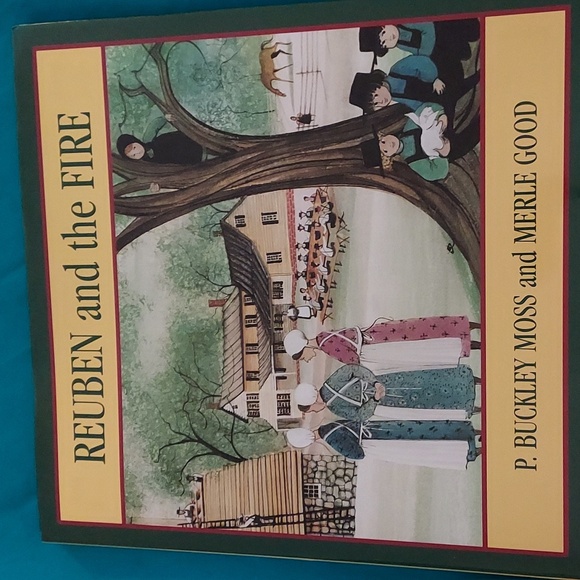 REUBEN and the FIRE
P. BUCKLEY MOSS and MERLE GOOD